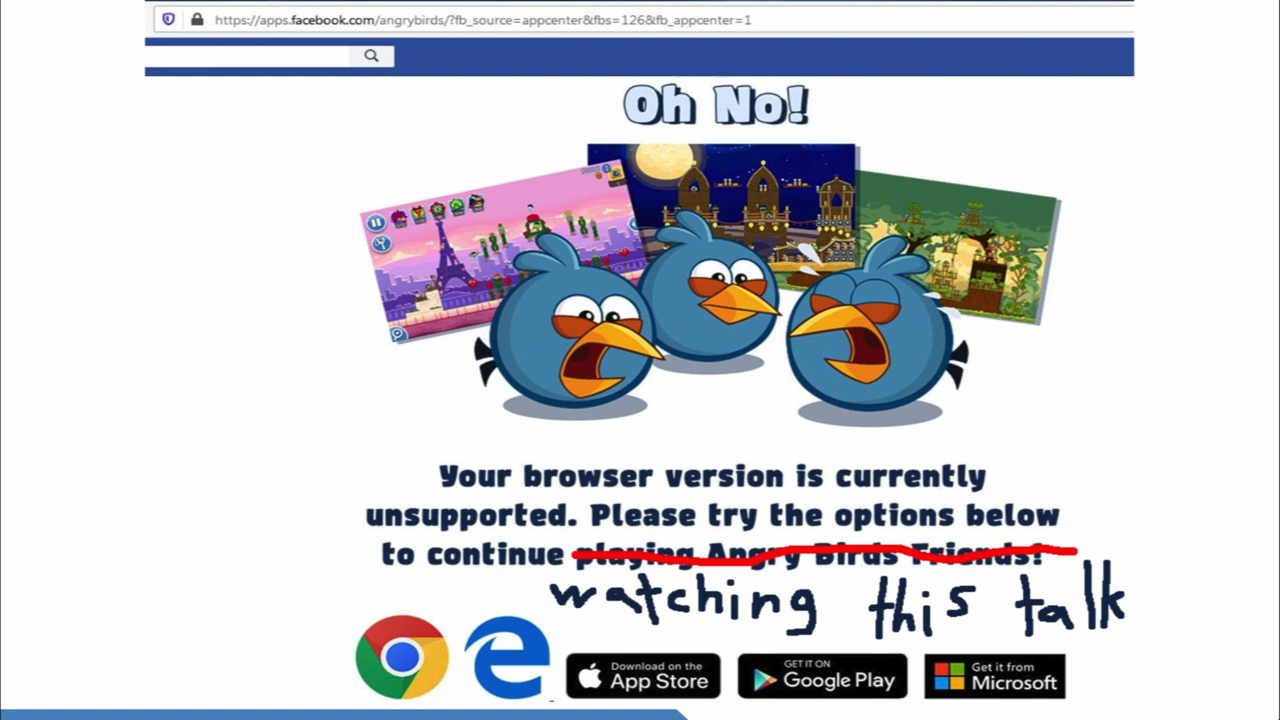 https://apps.facebook.com/angrybirds/?fb_source=appcenter&fbs=126&fb_appcenter=1
Oh No!
Your browser version is currently
unsupported. Please try the options below
to continue playing Angry Birds Friends!
watching this talk
Download on the
App Store
GET IT ON
Google Play
Get it from
Microsoft